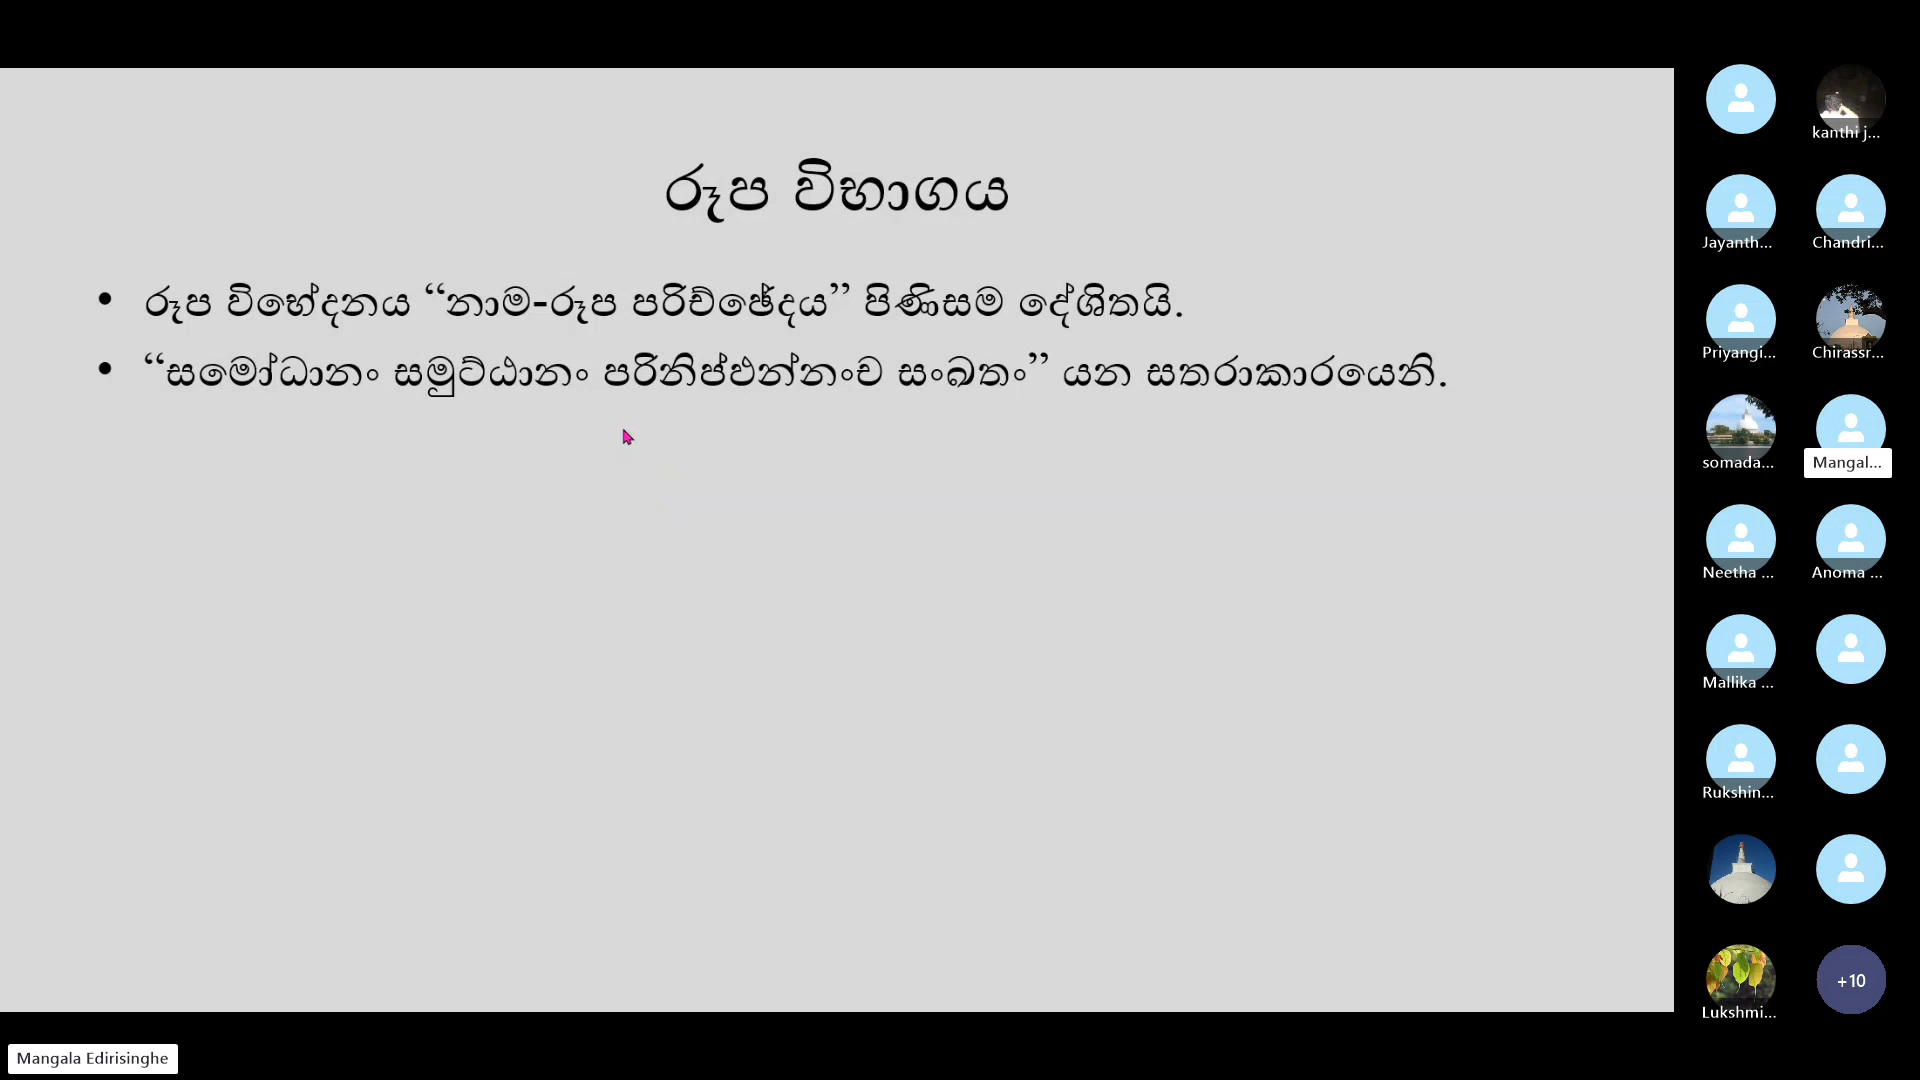 රූප විභාගය
• රූප විභේදනය “නාම-රූප පරිච්ඡේදය” පිණිසම දේශිතයි.
• “සමෝධානං සමුට්ඨානං පරිනිප්ඵන්නංච සංඛතං” යන සතරාකාරයෙනි.
kanthi j...
Jayanth...
Chandri...
Priyangi...
Chirassr...
somada...
Mangal...
Neetha ...
Anoma ...
Mallika ...
Rukshin...
Lukshmi...
+10
Mangala Edirisinghe